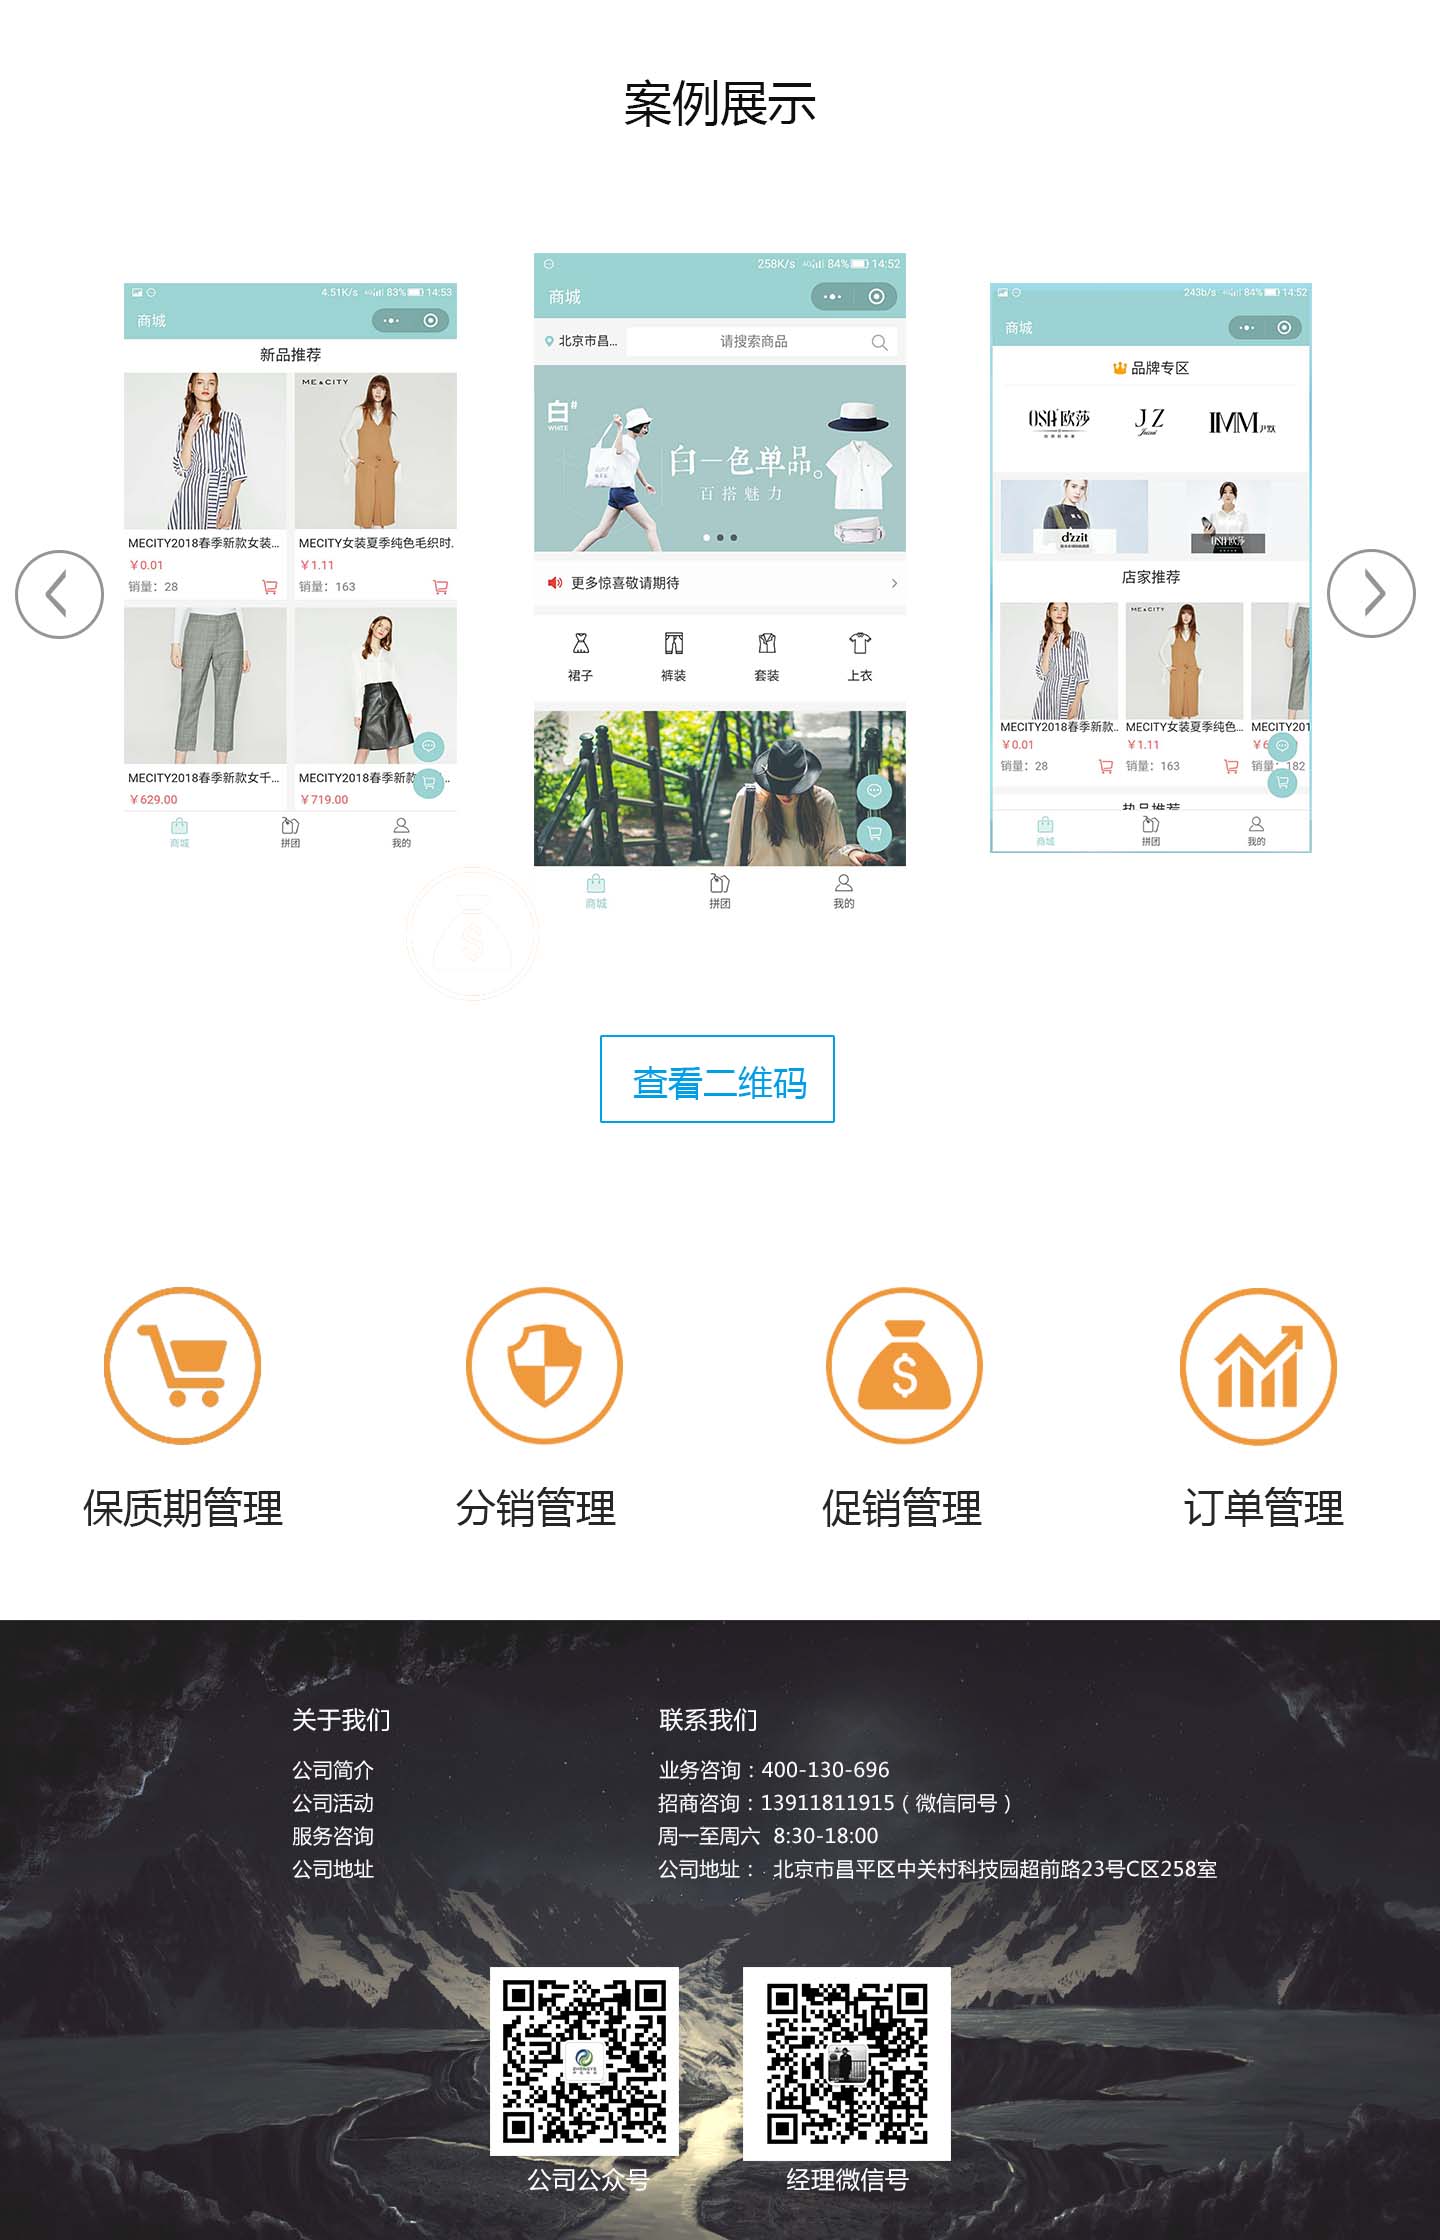 案例展示
4.51K/s 4G 83% 14:53
商城
新品推荐
ME&CITY
MECITY2018春季新款女装...
MECITY女装夏季纯色毛织时.
￥0.01
￥1.11
销量：28
销量：163
MECITY2018春季新款女千...
MECITY2018春季新款
￥629.00
￥719.00
商城
拼团
我的
258K/s 4G 84% 14:52
商城
北京市昌...
请搜索商品
白#
WHITE
白一色单品。
百搭魅力
更多惊喜敬请期待
裙子
裤装
套装
上衣
商城
拼团
我的
243b/s 4G 84% 14:52
商城
品牌专区
OSA欧莎
JZ
Juzui
IMM尹默
d'zzit
OSA欧莎
店家推荐
ME&CITY
MECITY2018春季新款..
MECITY女装夏季纯色...
MECITY201
￥0.01
￥1.11
￥6
销量：28
销量：163
销量：182
热品推荐
商城
拼团
我的
查看二维码
保质期管理
分销管理
促销管理
订单管理
关于我们
公司简介
公司活动
服务咨询
公司地址
联系我们
业务咨询：400-130-696
招商咨询：13911811915（微信同号）
周一至周六 8:30-18:00
公司地址： 北京市昌平区中关村科技园超前路23号C区258室
公司公众号
经理微信号